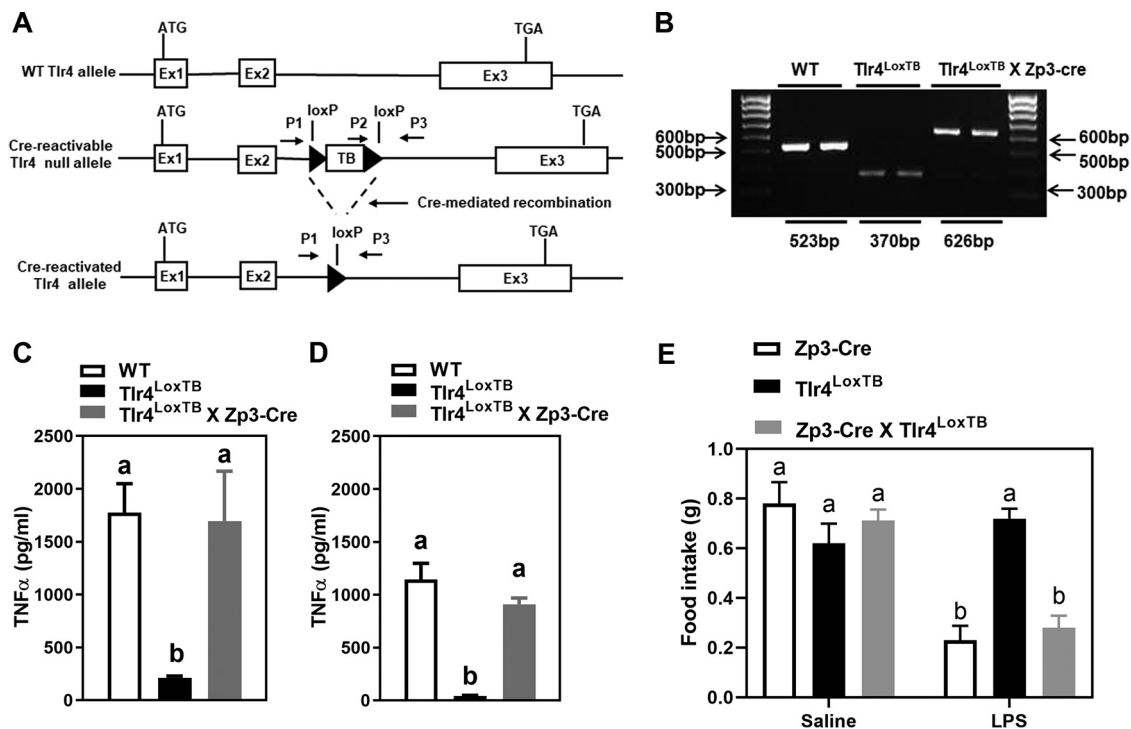 A
ATG
TGA
WT Tlr4 allele
Ex1
Ex2
Ex3
ATG
loxP
loxP
TGA
P1
P2
P3
Cre-reactivable
Tlr4 null allele
Ex1
Ex2
TB
Ex3
Cre-mediated recombination
ATG
P1
loxP
P3
TGA
Cre-reactivated
Tlr4 allele
Ex1
Ex2
Ex3
B
WT
Tlr4LoxTB
Tlr4LoxTB X Zp3-cre
600bp
500bp
300bp
600bp
500bp
300bp
523bp
370bp
626bp
C
WT
Tlr4LoxTB
Tlr4LoxTB X Zp3-Cre
TNFα (pg/ml)
2500
2000
1500
1000
500
0
a
b
a
D
WT
Tlr4LoxTB
Tlr4LoxTB X Zp3-Cre
TNFα (pg/ml)
2500
2000
1500
1000
500
0
a
b
a
E
Zp3-Cre
Tlr4LoxTB
Zp3-Cre X Tlr4LoxTB
Food intake (g)
1.0
0.8
0.6
0.4
0.2
0.0
a
a
a
b
a
b
Saline
LPS